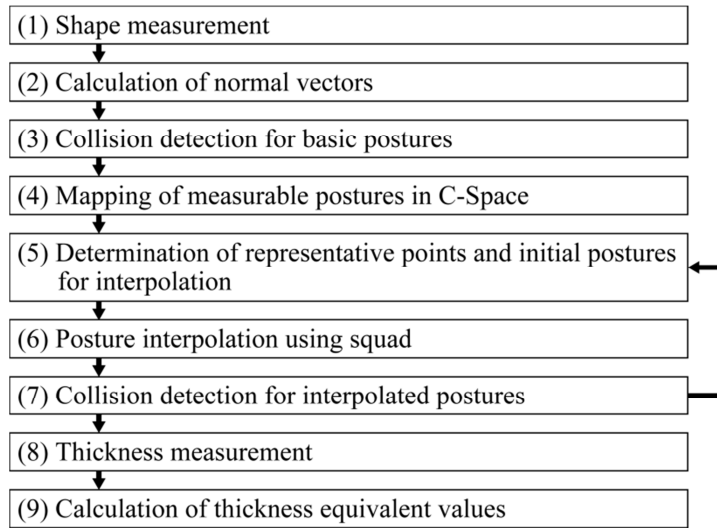 (1) Shape measurement
(2) Calculation of normal vectors
(3) Collision detection for basic postures
(4) Mapping of measurable postures in C-Space
(5) Determination of representative points and initial postures
for interpolation
(6) Posture interpolation using squad
(7) Collision detection for interpolated postures
(8) Thickness measurement
(9) Calculation of thickness equivalent values